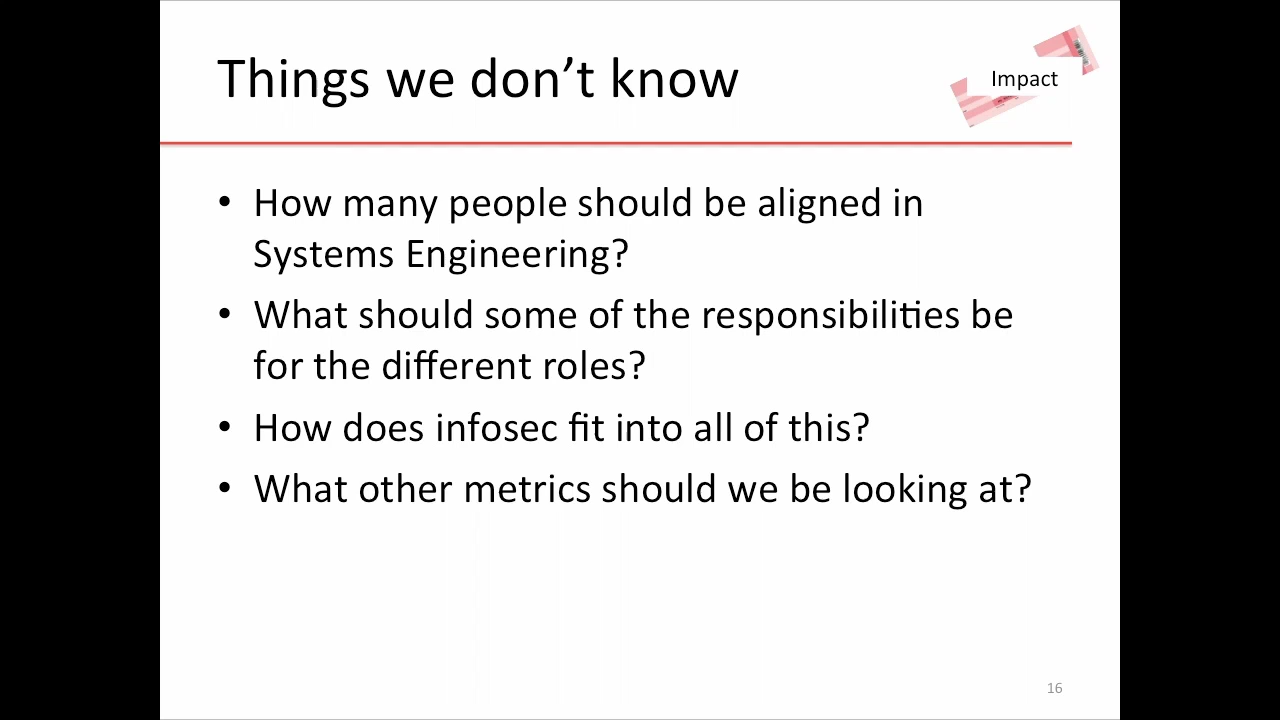 Things we don’t know
Impact
• How many people should be aligned in
Systems Engineering?
• What should some of the responsibilities be
for the different roles?
• How does infosec fit into all of this?
• What other metrics should we be looking at?
16